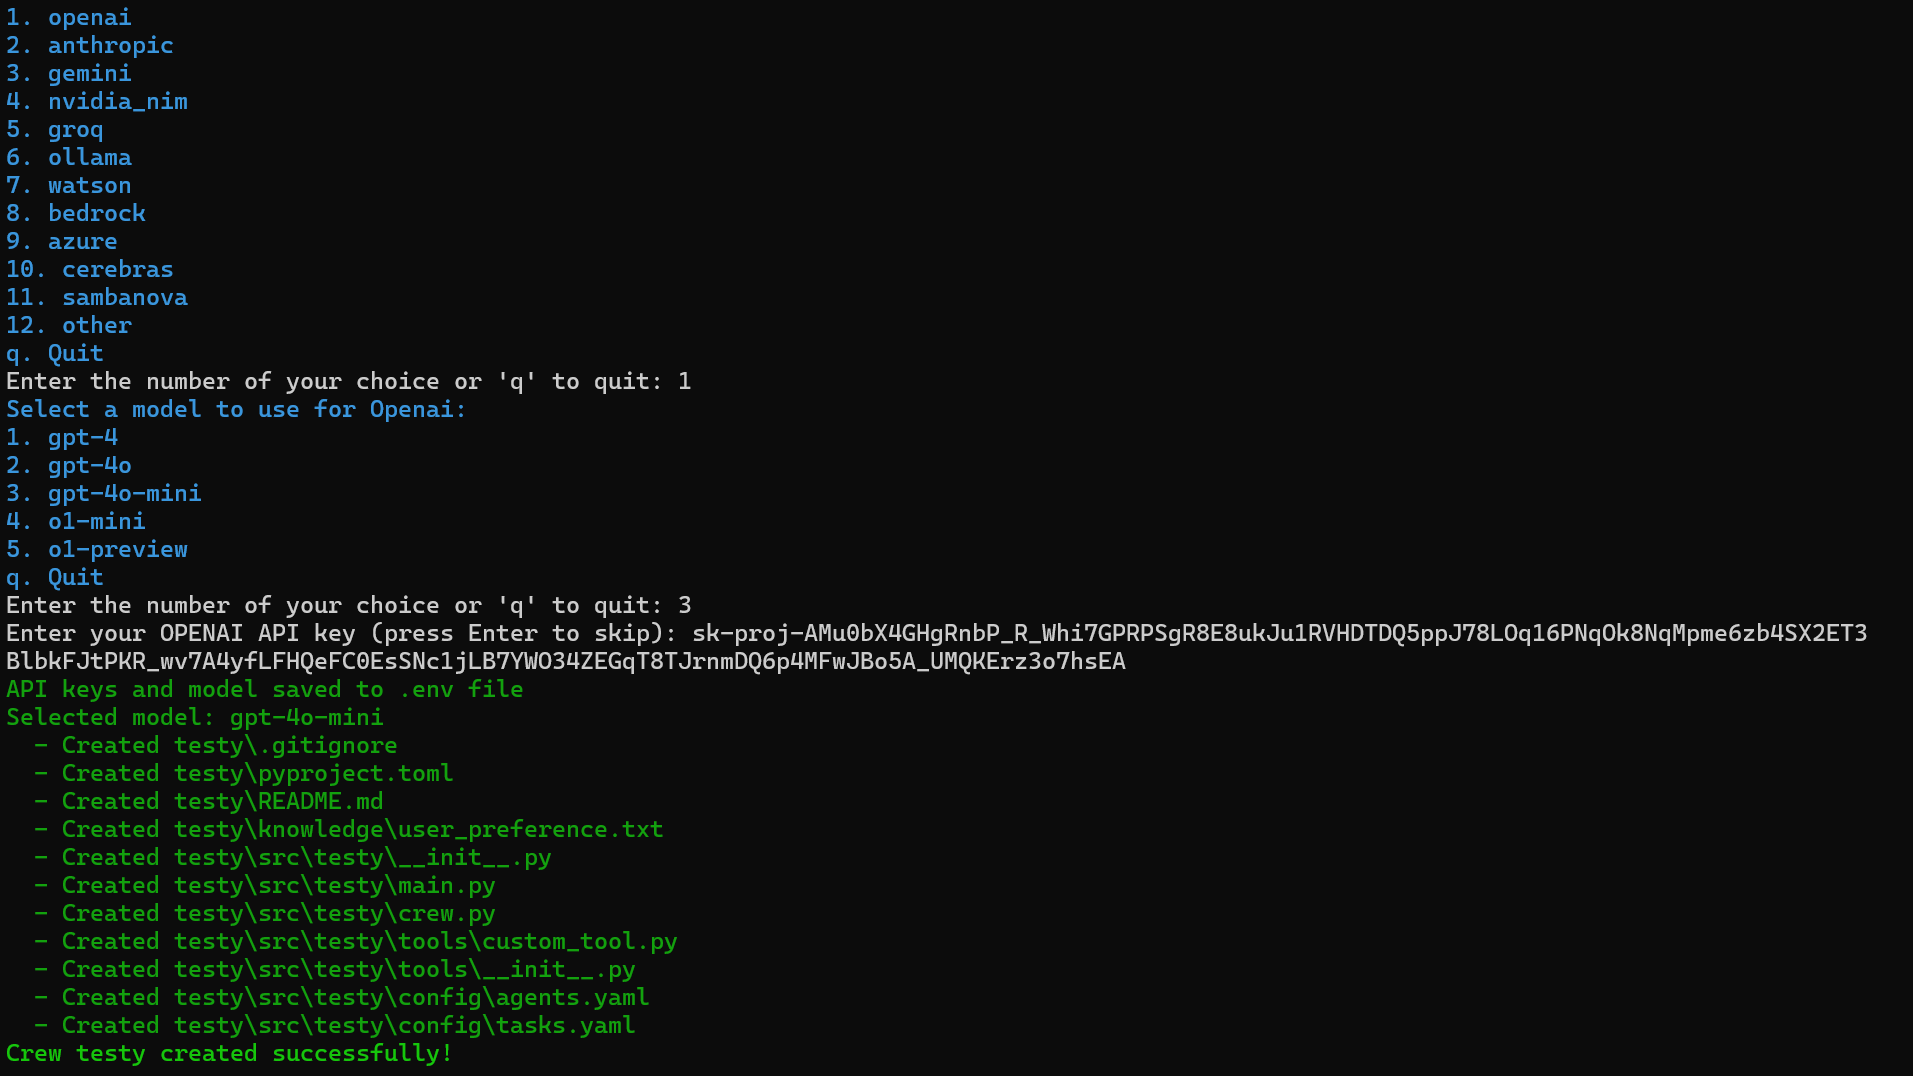 1. openai
2. anthropic
3. gemini
4. nvidia_nim
5. groq
6. ollama
7. watson
8. bedrock
9. azure
10. cerebras
11. sambanova
12. other
q. Quit
Enter the number of your choice or 'q' to quit: 1
Select a model to use for Openai:
1. gpt-4
2. gpt-4o
3. gpt-4o-mini
4. o1-mini
5. o1-preview
q. Quit
Enter the number of your choice or 'q' to quit: 3
Enter your OPENAI API key (press Enter to skip): sk-proj-AMu0bX4GHgRnbP_R_Whi7GPRPSgR8E8ukJu1RVHDTDQ5ppJ78LOq16PNqOk8NqMpme6zb4SX2ET3
BlbkFJtPKR_wv7A4yfLFHQeFC0EsSNc1jLB7YWO34ZEGqT8TJrnmDQ6p4MFwJBo5A_UMQKErz3o7hsEA
API keys and model saved to .env file
Selected model: gpt-4o-mini
  - Created testy\.gitignore
  - Created testy\pyproject.toml
  - Created testy\README.md
  - Created testy\knowledge\user_preference.txt
  - Created testy\src\testy\__init__.py
  - Created testy\src\testy\main.py
  - Created testy\src\testy\crew.py
  - Created testy\src\testy\tools\custom_tool.py
  - Created testy\src\testy\tools\__init__.py
  - Created testy\src\testy\config\agents.yaml
  - Created testy\src\testy\config\tasks.yaml
Crew testy created successfully!